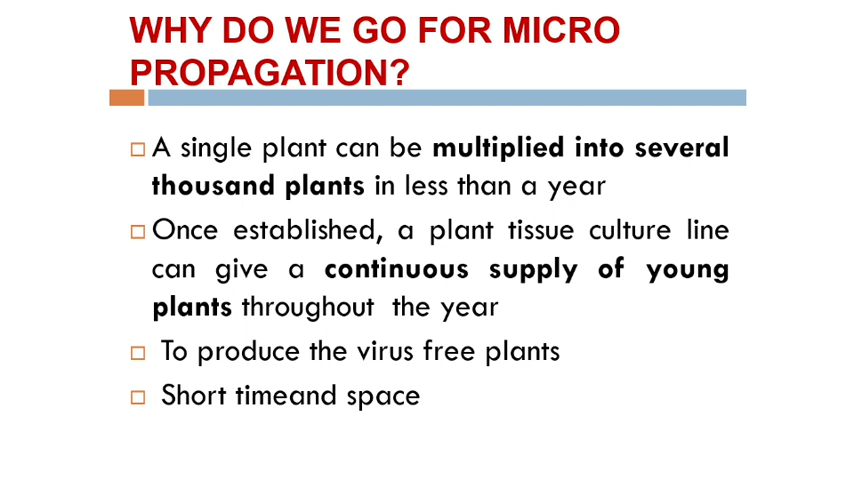 WHY DO WE GO FOR MICRO
PROPAGATION?
A single plant can be multiplied into several
thousand plants in less than a year
Once established, a plant tissue culture line
can give a continuous supply of young
plants throughout the year
To produce the virus free plants
Short timeand space